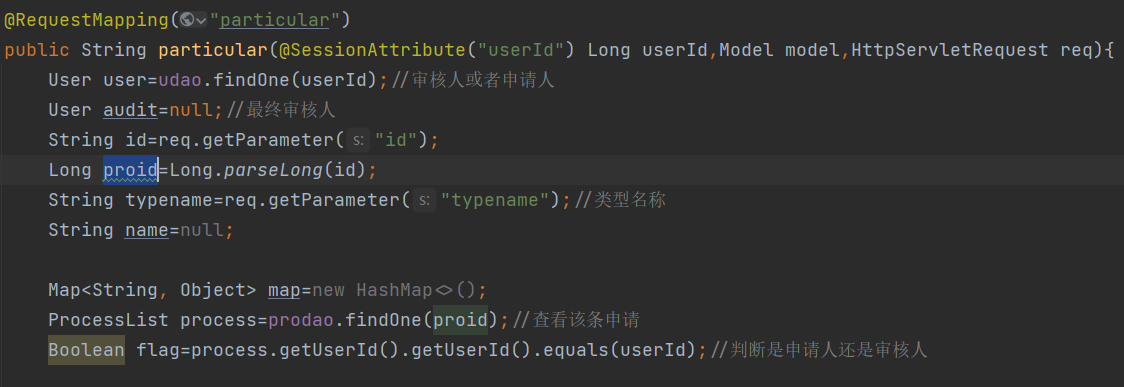 @RequestMapping("particular")
public String particular(@SessionAttribute("userId") Long userId,Model model,HttpServletRequest req){
    User user=udao.findOne(userId);//审核人或者申请人
    User audit=null;//最终审核人
    String id=req.getParameter( s: "id");
    Long proid=Long.parseLong(id);
    String typename=req.getParameter( s: "typename");//类型名称
    String name=null;

    Map<String, Object> map=new HashMap<>();
    ProcessList process=prodao.findOne(proid);//查看该条申请
    Boolean flag=process.getUserId().getUserId().equals(userId);//判断是申请人还是审核人